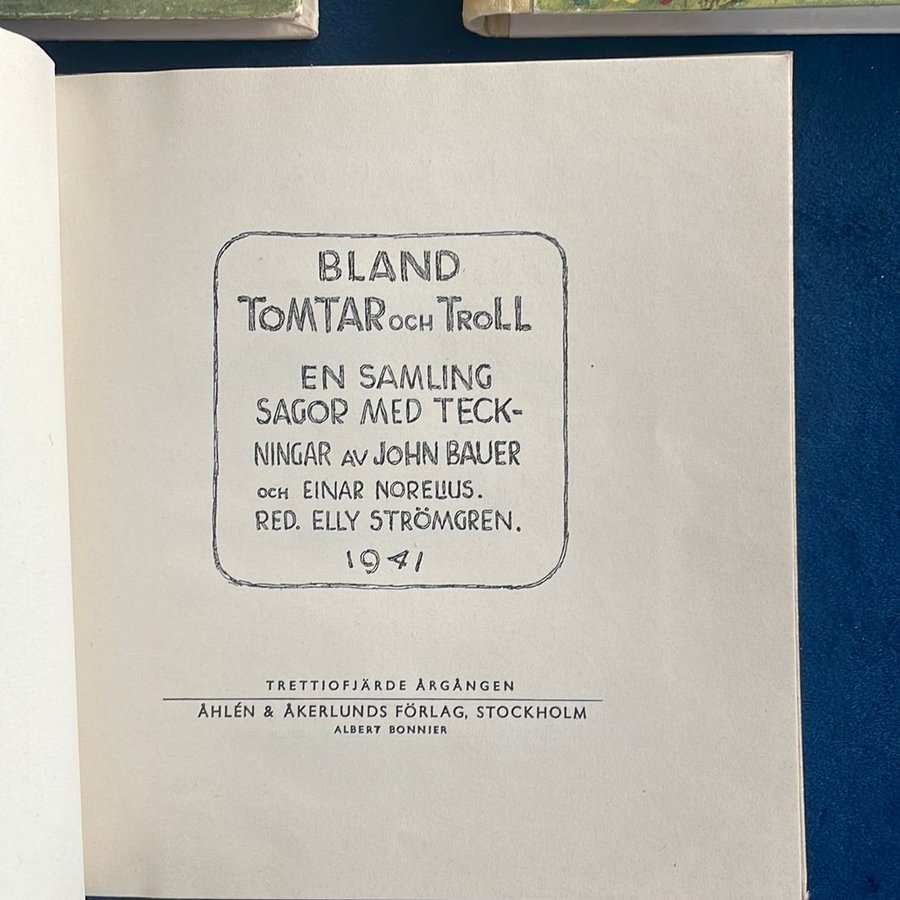 BLAND
TOMTAR OCH TROLL
EN SAMLING
SAGOR MED TECK-
NINGAR AV JOHN BAUER
OCH EINAR NORELIUS.
RED. ELLY STRÖMGREN.
1941
TRETTIOFJÄRDE ÅRGÅNGEN
ÅHLÉN & ÅKERLUNDS FÖRLAG, STOCKHOLM
ALBERT BONNIER